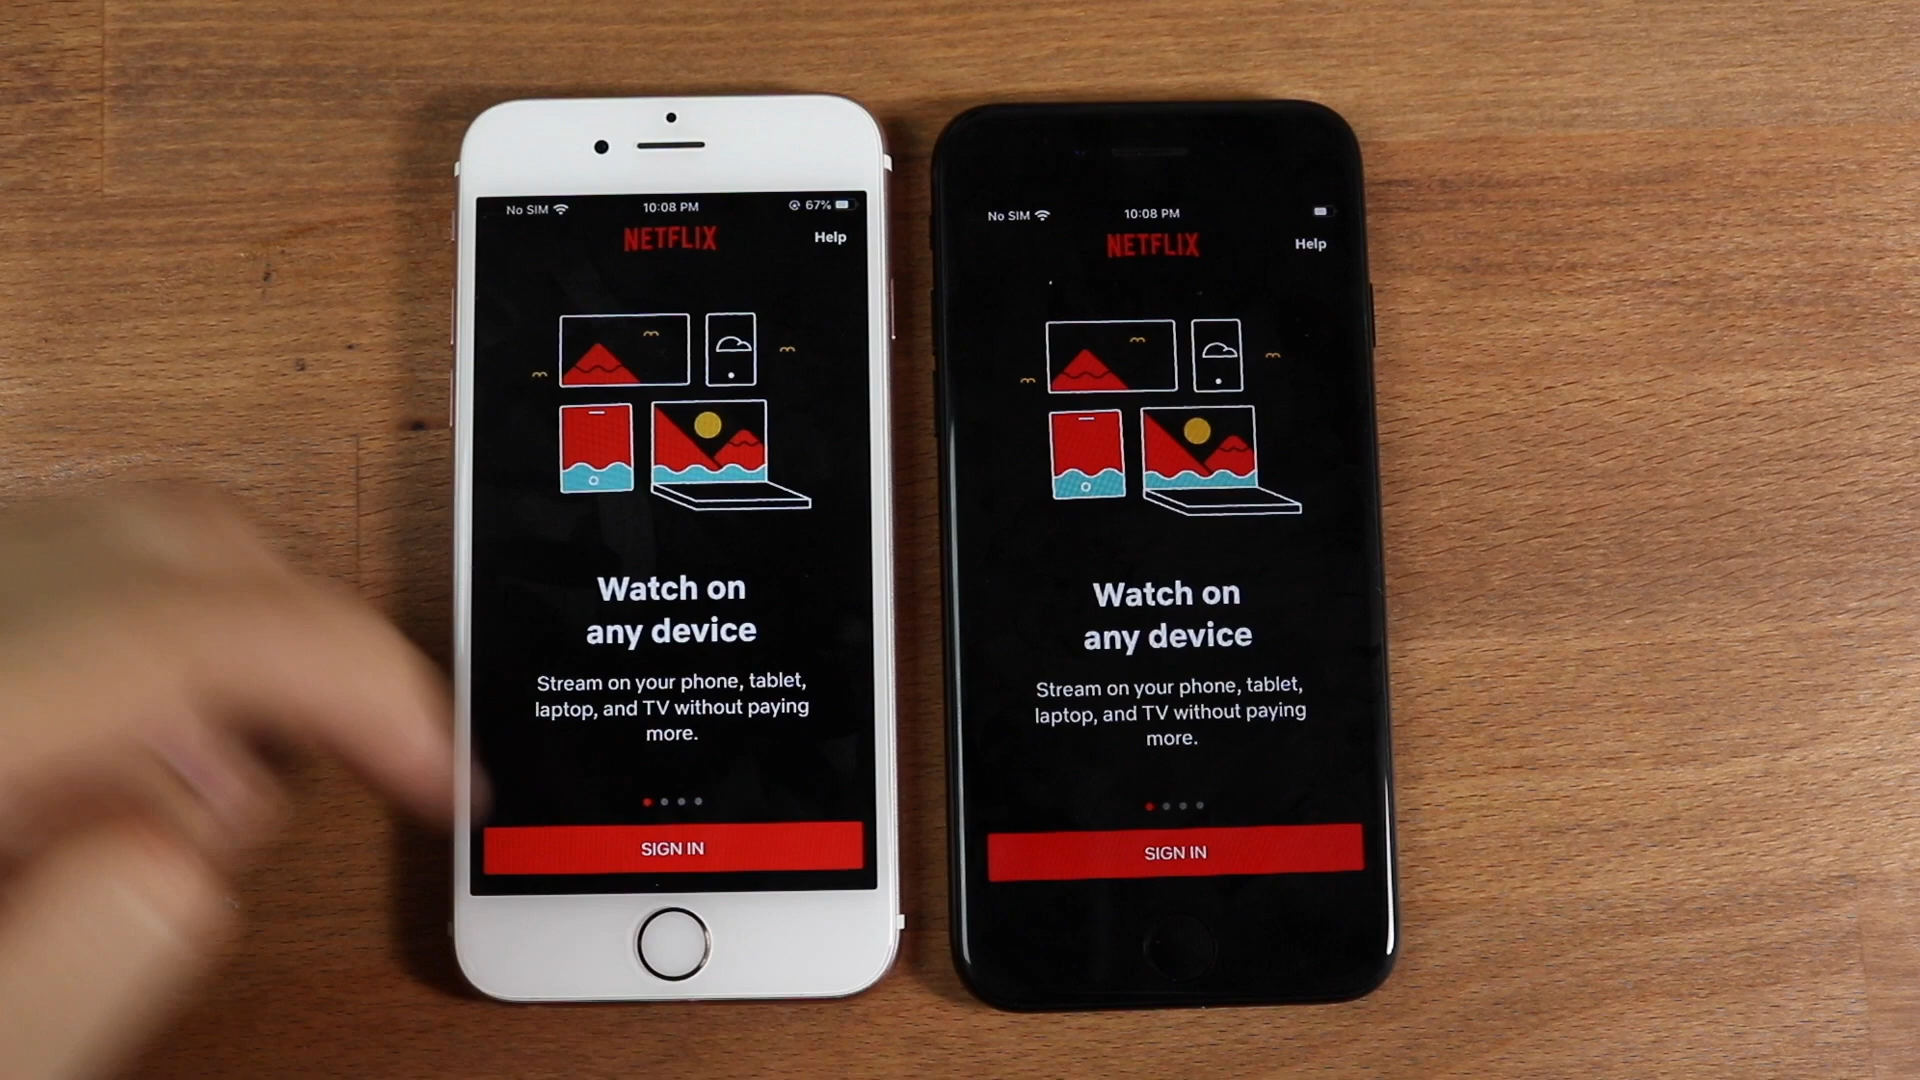 No SIM 10:08 PM 67%
NETFLIX Help
Watch on
any device
Stream on your phone, tablet,
laptop, and TV without paying
more.
SIGN IN
No SIM 10:08 PM
NETFLIX Help
Watch on
any device
Stream on your phone, tablet,
laptop, and TV without paying
more.
SIGN IN